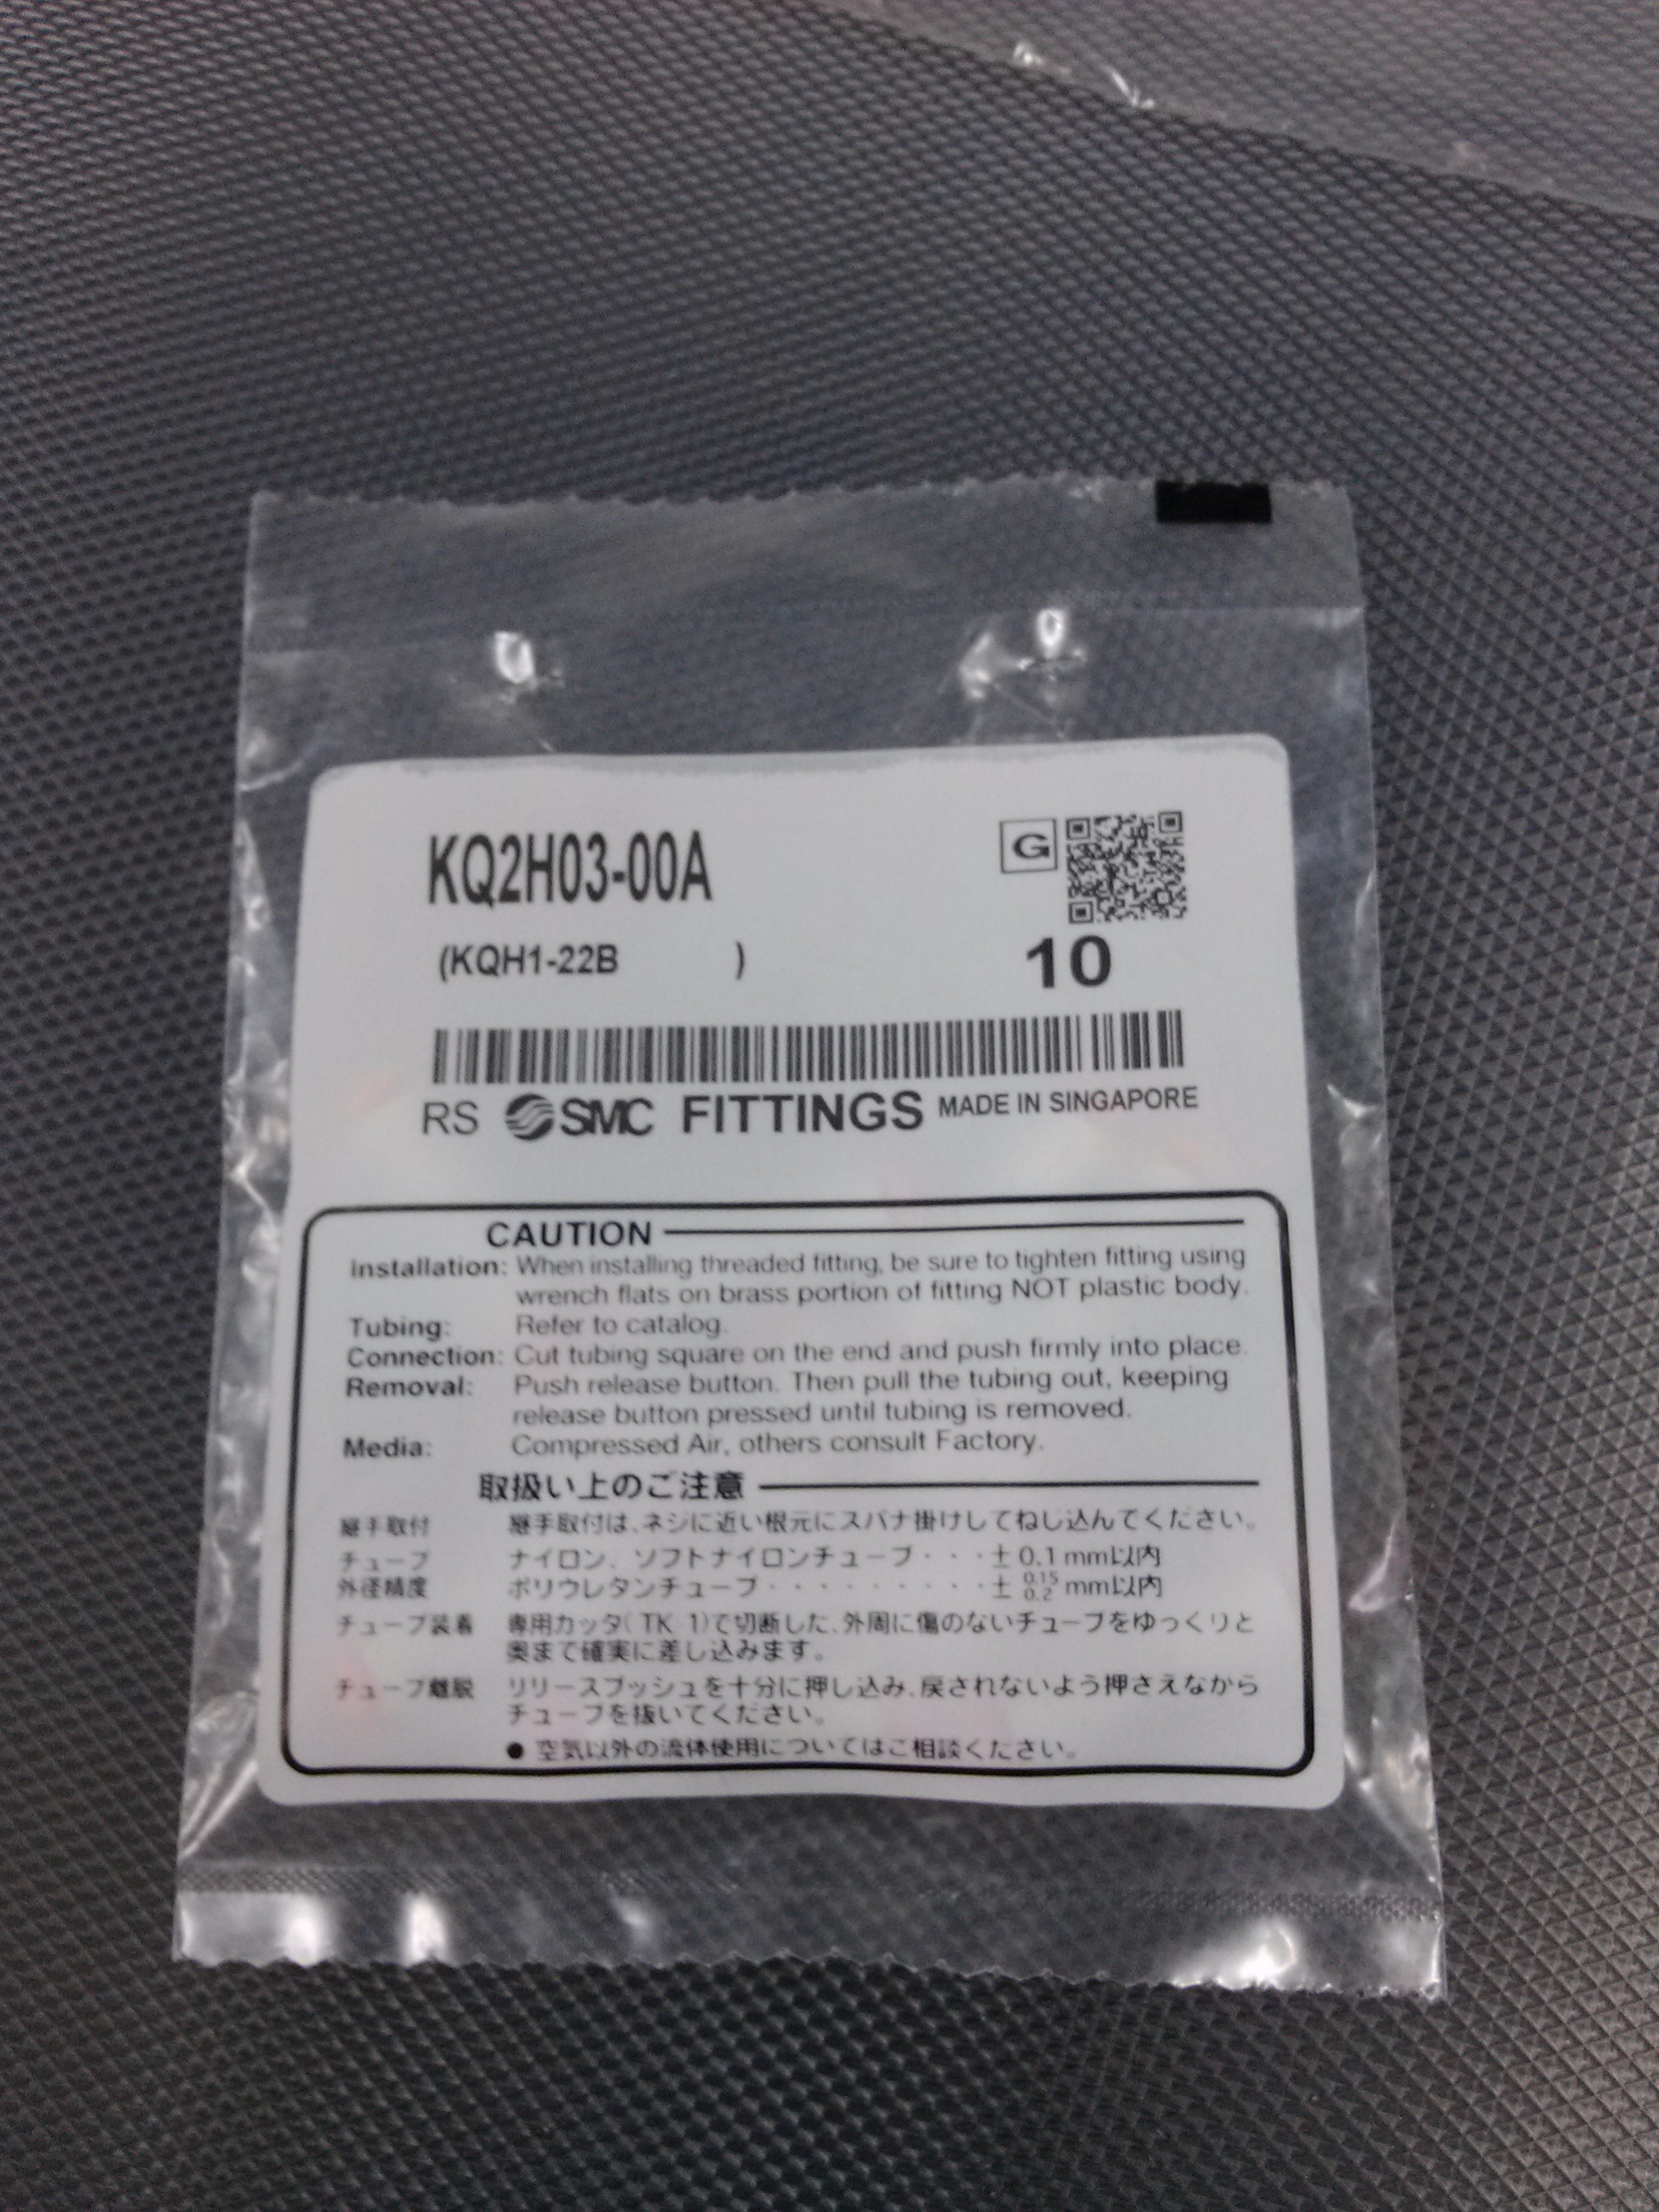 KQ2H03-00A
G
(KQH1-22B )
10
RS SMC FITTINGS MADE IN SINGAPORE
CAUTION
Installation: When installing threaded fitting, be sure to tighten fitting using
wrench flats on brass portion of fitting NOT plastic body.
Tubing: Refer to catalog.
Connection: Cut tubing square on the end and push firmly into place.
Removal: Push release button. Then pull the tubing out, keeping
release button pressed until tubing is removed.
Media: Compressed Air, others consult Factory.
取扱い上のご注意
継手取付 継手取付は、ネジに近い根元にスパナ掛けしてねじ込んでください。
チューブ ナイロン、ソフトナイロンチューブ・・・± 0.1 mm以内
外径精度 ポリウレタンチューブ・・・・・・・・・± 0.15 0.2 mm以内
チューブ装着 専用カッタ( TK 1)で切断した、外周に傷のないチューブをゆっくりと
奥まで確実に差し込みます。
チューブ離脱 リリースブッシュを十分に押し込み、戻されないよう押さえながら
チューブを抜いてください。
● 空気以外の流体使用についてはご相談ください。